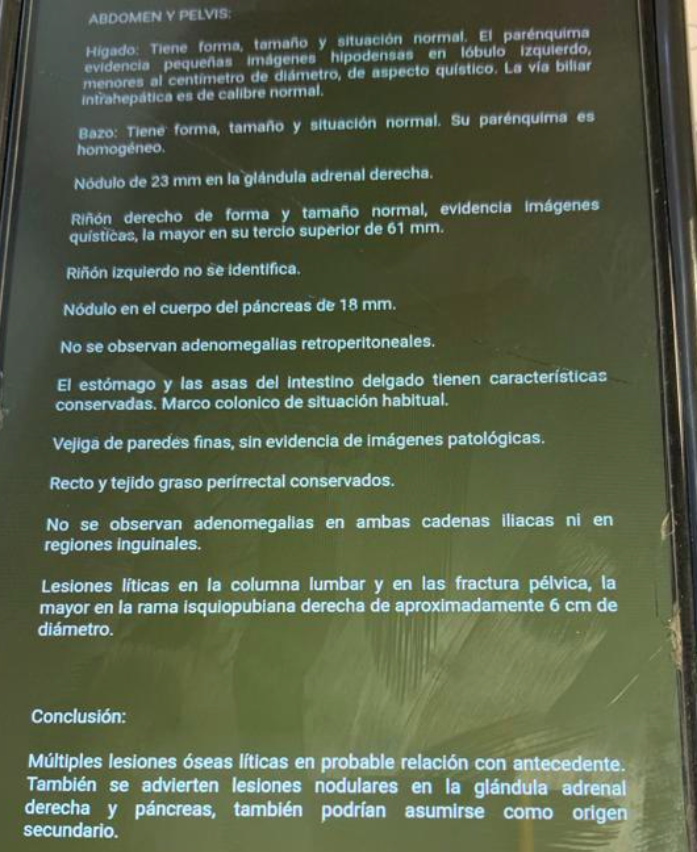 ABDOMEN Y PELVIS:
Hígado: Tiene forma, tamaño y situación normal. El parénquima
evidencia pequeñas imágenes hipodensas en lóbulo izquierdo,
menores al centímetro de diámetro, de aspecto quístico. La vía biliar
intrahepática es de calibre normal.
Bazo: Tiene forma, tamaño y situación normal. Su parénquima es
homogéneo.
Nódulo de 23 mm en la glándula adrenal derecha.
Riñón derecho de forma y tamaño normal, evidencia imágenes
quísticas, la mayor en su tercio superior de 61 mm.
Riñón izquierdo no se identifica.
Nódulo en el cuerpo del páncreas de 18 mm.
No se observan adenomegalias retroperitoneales.
El estómago y las asas del intestino delgado tienen características
conservadas. Marco colonico de situación habitual.
Vejiga de paredes finas, sin evidencia de imágenes patológicas.
Recto y tejido graso perirrectal conservados.
No se observan adenomegalias en ambas cadenas iliacas ni en
regiones inguinales.
Lesiones líticas en la columna lumbar y en las fractura pélvica, la
mayor en la rama isquiopubiana derecha de aproximadamente 6 cm de
diámetro.
Conclusión:
Múltiples lesiones óseas líticas en probable relación con antecedente.
También se advierten lesiones nodulares en la glándula adrenal
derecha y páncreas, también podrían asumirse como origen
secundario.